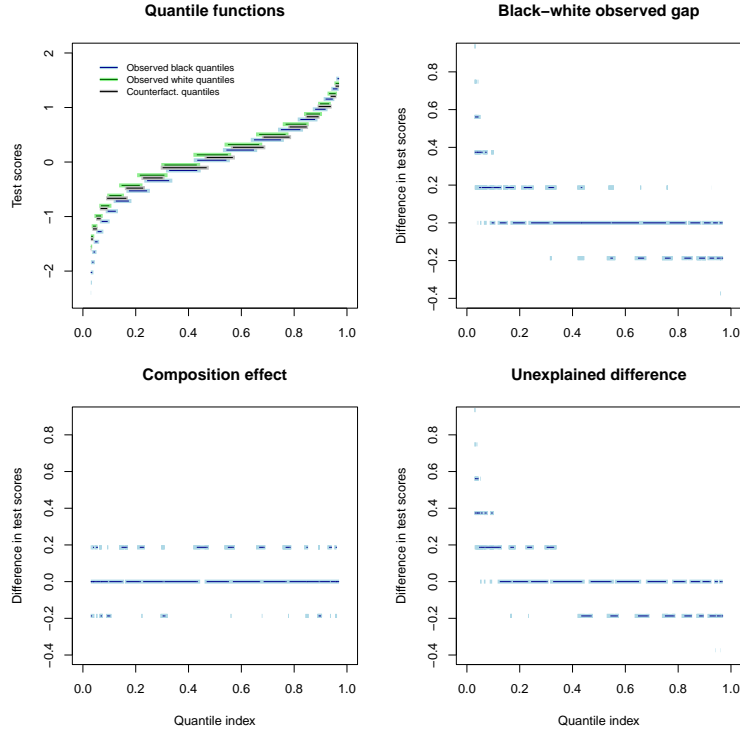 Quantile functions
Test scores
2
1
0
−1
−2
Observed black quantiles
Observed white quantiles
Counterfact. quantiles
0.0 0.2 0.4 0.6 0.8 1.0
Black−white observed gap
Difference in test scores
0.8
0.6
0.4
0.2
0.0
−0.2
−0.4
0.0 0.2 0.4 0.6 0.8 1.0
Composition effect
Difference in test scores
0.8
0.6
0.4
0.2
0.0
−0.2
−0.4
0.0 0.2 0.4 0.6 0.8 1.0
Quantile index
Unexplained difference
Difference in test scores
0.8
0.6
0.4
0.2
0.0
−0.2
−0.4
0.0 0.2 0.4 0.6 0.8 1.0
Quantile index